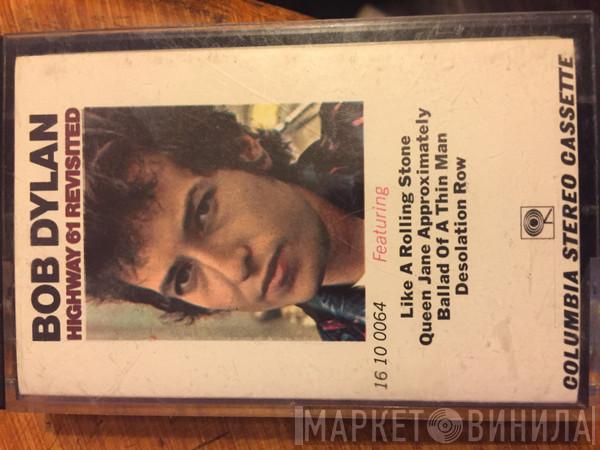 BOB DYLAN
HIGHWAY 61 REVISITED
16 10 0064 Featuring
Like A Rolling Stone
Queen Jane Approximately
Ballad Of A Thin Man
Desolation Row
COLUMBIA STEREO CASSETTE
МАРКЕТ ВИНИЛА